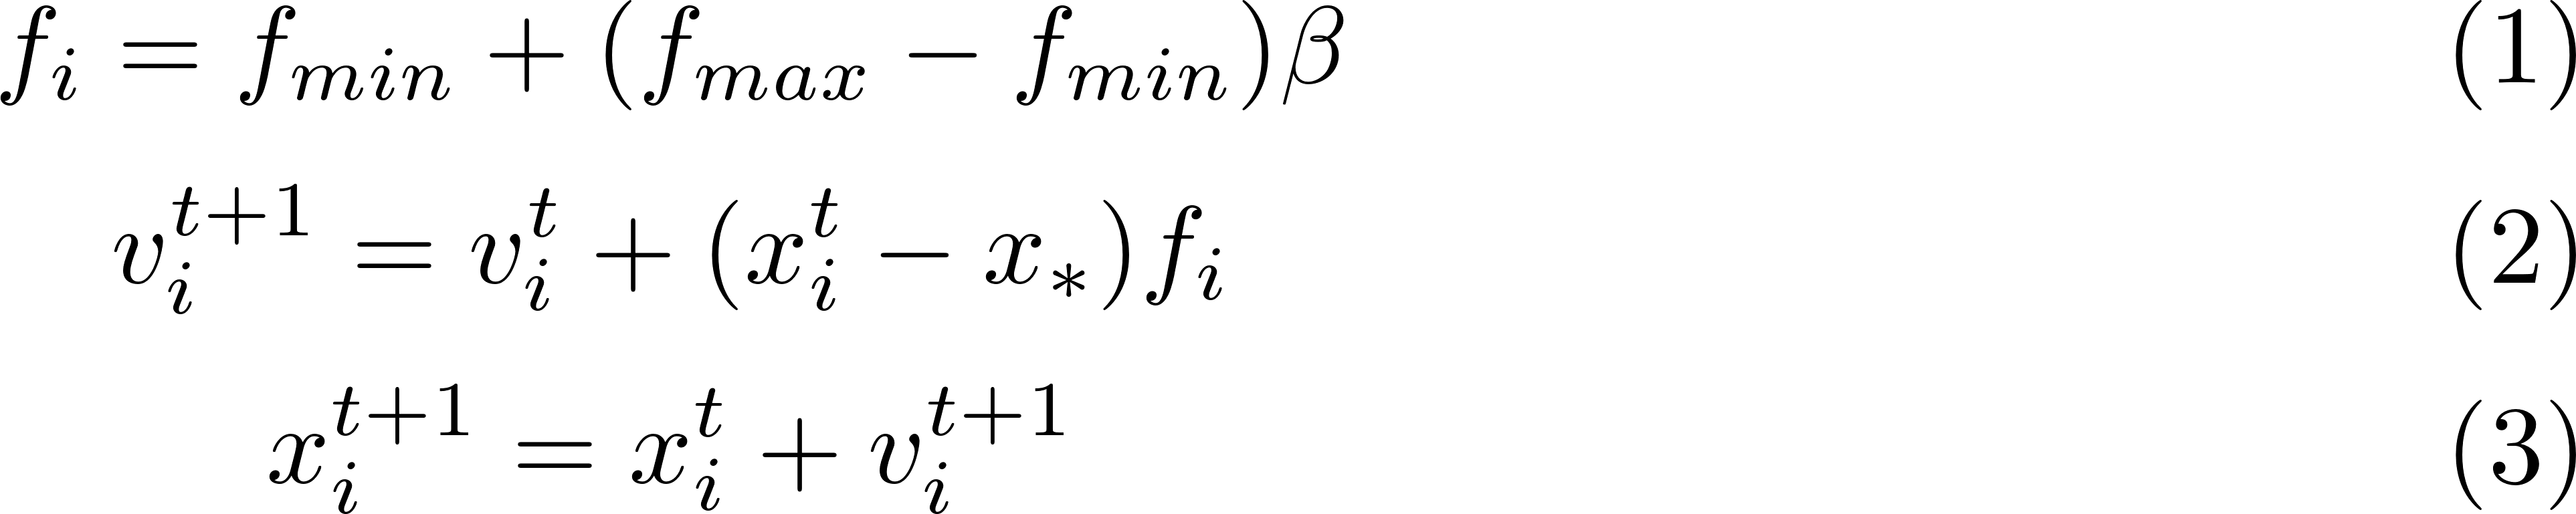 f_i = f_{min} + (f_{max} − f_{min})β (1)
v_i^{t+1} = v_i^t + (x_i^t − x_*)f_i (2)
x_i^{t+1} = x_i^t + v_i^{t+1} (3)